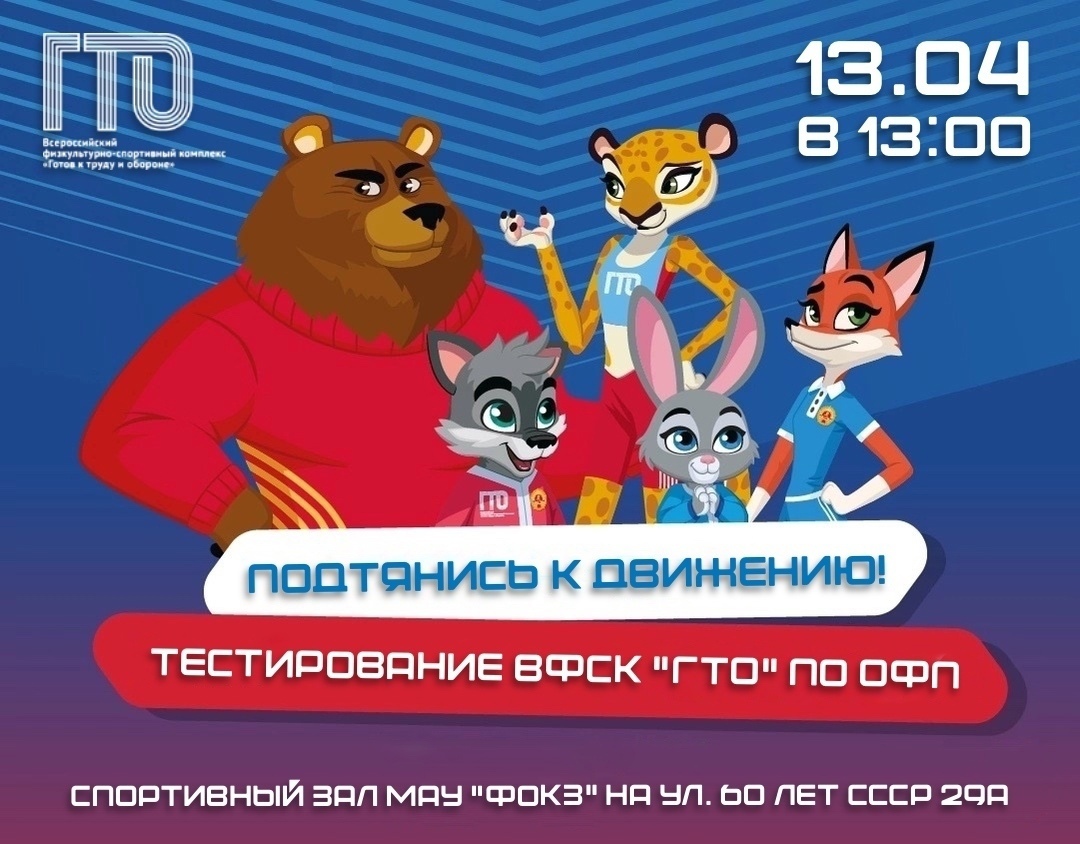 ГТО
Всероссийский
физкультурно-спортивный комплекс
«Готов к труду и обороне»
13.04
В 13:00
ГТО
ГТО
ПОДТЯНИСЬ К ДВИЖЕНИЮ!
ТЕСТИРОВАНИЕ ВФСК "ГТО" ПО ОФП
СПОРТИВНЫЙ ЗАЛ МАУ "ФОКЗ" НА УЛ. 60 ЛЕТ СССР 29А